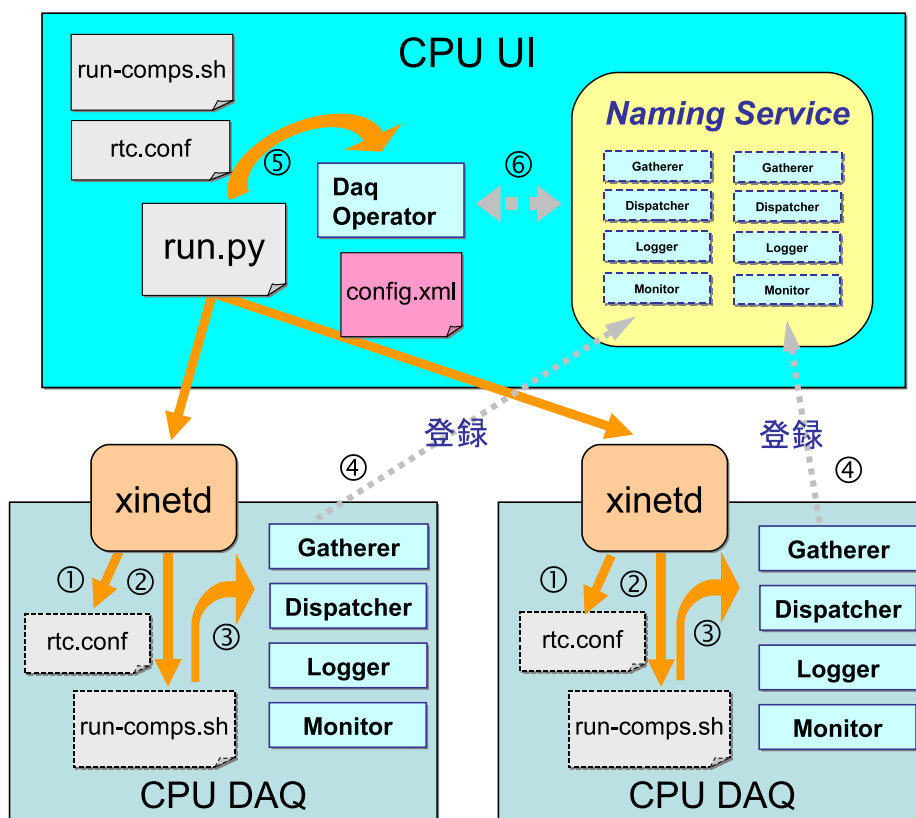 CPU UI
run-comps.sh
rtc.conf
run.py
⑤
Daq
Operator
config.xml
⑥
Naming Service
Gatherer
Dispatcher
Logger
Monitor
Gatherer
Dispatcher
Logger
Monitor
登録
④
登録
④
xinetd
①
②
③
rtc.conf
run-comps.sh
Gatherer
Dispatcher
Logger
Monitor
CPU DAQ
xinetd
①
②
③
rtc.conf
run-comps.sh
Gatherer
Dispatcher
Logger
Monitor
CPU DAQ